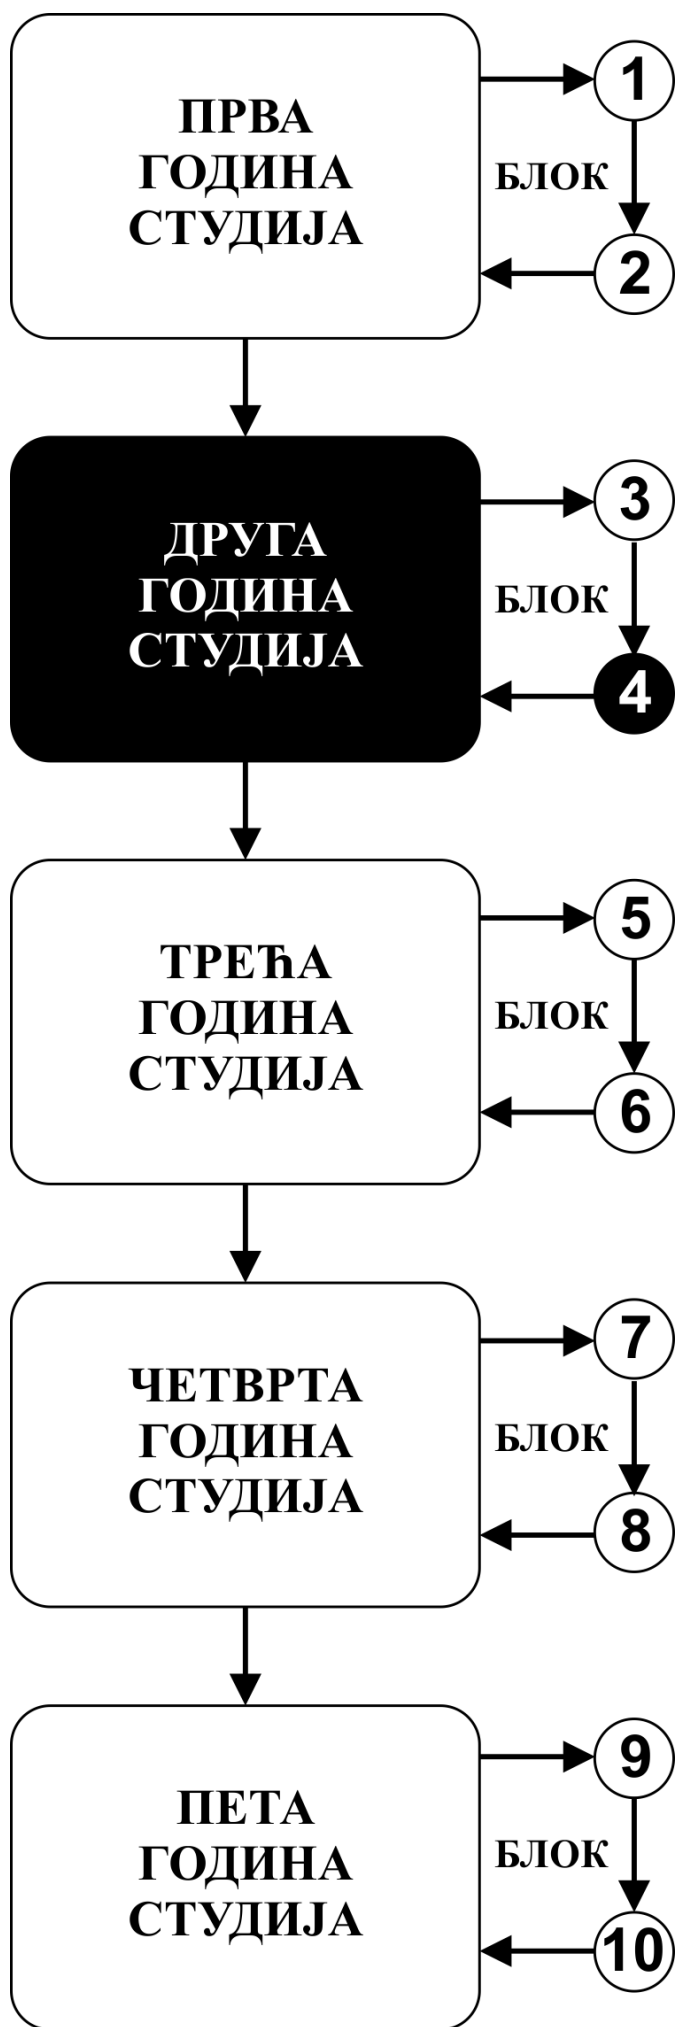 ПРВА
ГОДИНА
СТУДИЈА
1
БЛОК
2
ДРУГА
ГОДИНА
СТУДИЈА
3
БЛОК
4
ТРЕЋА
ГОДИНА
СТУДИЈА
5
БЛОК
6
ЧЕТВРТА
ГОДИНА
СТУДИЈА
7
БЛОК
8
ПЕТА
ГОДИНА
СТУДИЈА
9
БЛОК
10